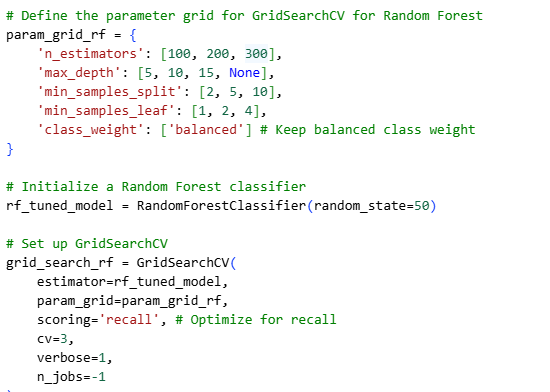 # Define the parameter grid for GridSearchCV for Random Forest
param_grid_rf = {
    'n_estimators': [100, 200, 300],
    'max_depth': [5, 10, 15, None],
    'min_samples_split': [2, 5, 10],
    'min_samples_leaf': [1, 2, 4],
    'class_weight': ['balanced'] # Keep balanced class weight
}

# Initialize a Random Forest classifier
rf_tuned_model = RandomForestClassifier(random_state=50)

# Set up GridSearchCV
grid_search_rf = GridSearchCV(
    estimator=rf_tuned_model,
    param_grid=param_grid_rf,
    scoring='recall', # Optimize for recall
    cv=3,
    verbose=1,
    n_jobs=-1